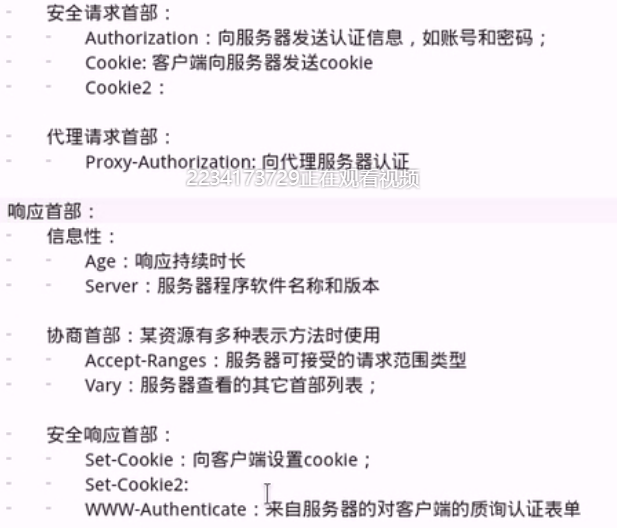 - 安全请求首部：
- - Authorization：向服务器发送认证信息，如账号和密码；
- - Cookie: 客户端向服务器发送cookie
- - Cookie2：
- 代理请求首部：
- - Proxy-Authorization: 向代理服务器认证
2234173729正在观看视频
响应首部：
- 信息性：
- - Age：响应持续时长
- - Server：服务器程序软件名称和版本
- 协商首部：某资源有多种表示方法时使用
- - Accept-Ranges：服务器可接受的请求范围类型
- - Vary：服务器查看的其它首部列表；
- 安全响应首部：
- - Set-Cookie：向客户端设置cookie；
- - Set-Cookie2:
- - WWW-Authenticate：来自服务器的对客户端的质询认证表单